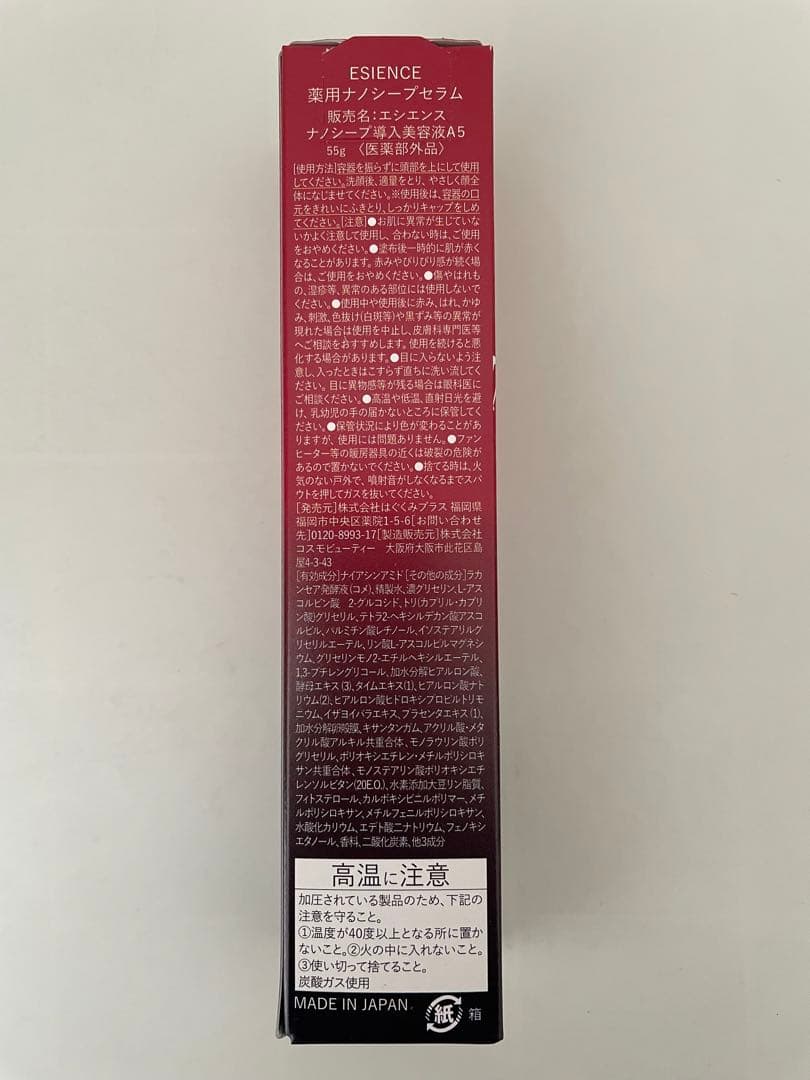 ESIENCE
薬用ナノシープセラム
販売名:エシエンス
ナノシープ導入美容液A5
55g 〈医薬部外品〉
[使用方法]容器を振らずに頭部を上にして使用
してください。洗顔後、適量をとり、やさしく顔全
体になじませてください。※使用後は、容器の口
元をきれいにふきとり、しっかりキャップをしめ
てください。[注意]●お肌に異常が生じていな
いかよく注意して使用し、合わない時は、ご使用
をおやめください。●塗布後一時的に肌が赤く
なることがあります。赤みやぴりぴり感が続く場
合は、ご使用をおやめください。●傷やはれも
の、湿疹等、異常のある部位には使用しないで
ください。●使用中や使用後に赤み、はれ、かゆ
み、刺激、色抜け(白斑等)や黒ずみ等の異常が
現れた場合は使用を中止し、皮膚科専門医等
へご相談をおすすめします。使用を続けると悪
化する場合があります。●目に入らないよう注
意し、入ったときはこすらず直ちに洗い流してく
ださい。目に異物感等が残る場合は眼科医に
ご相談ください。●高温や低温、直射日光を避
け、乳幼児の手の届かないところに保管してく
ださい。●保管状況により色が変わることがあ
りますが、使用には問題ありません。●ファン
ヒーター等の暖房器具の近くは破裂の危険が
あるので置かないでください。●捨てる時は、火
気のない戸外で、噴射音がしなくなるまでスパ
ウトを押してガスを抜いてください。
[発売元]株式会社はぐくみプラス 福岡県
福岡市中央区薬院1-5-6[お問い合わせ
先]0120-8993-17[製造販売元]株式会社
コスモビューティー 大阪府大阪市此花区島
屋4-3-43
[有効成分]ナイアシンアミド[その他の成分]ラカ
ンセア発酵液(コメ)、精製水、濃グリセリン、L-アス
コルビン酸 2-グルコシド、トリ(カプリル・カプリ
ン酸)グリセリル、テトラ2-ヘキシルデカン酸アスコ
ルビル、パルミチン酸レチノール、イソステアリルグ
リセリルエーテル、リン酸L-アスコルビルマグネシ
ウム、グリセリンモノ2-エチルヘキシルエーテル、
1,3-ブチレングリコール、加水分解ヒアルロン酸、
酵母エキス(3)、タイムエキス(1)、ヒアルロン酸ナト
リウム(2)、ヒアルロン酸ヒドロキシプロピルトリモ
ニウム、イザヨイバラエキス、プラセンタエキス(1)、
加水分解卵殻膜、キサンタンガム、アクリル酸・メタ
クリル酸アルキル共重合体、モノラウリン酸ポリ
グリセリル、ポリオキシエチレン・メチルポリシロキ
サン共重合体、モノステアリン酸ポリオキシエチ
レンソルビタン(20E.O.)、水素添加大豆リン脂質、
フィトステロール、カルボキシビニルポリマー、メチ
ルポリシロキサン、メチルフェニルポリシロキサン、
水酸化カリウム、エデト酸二ナトリウム、フェノキシ
エタノール、香料、二酸化炭素、他3成分
高温に注意
加圧されている製品のため、下記の
注意を守ること。
①温度が40度以上となる所に置か
ないこと。②火の中に入れないこと。
③使い切って捨てること。
炭酸ガス使用
MADE IN JAPAN 紙 箱